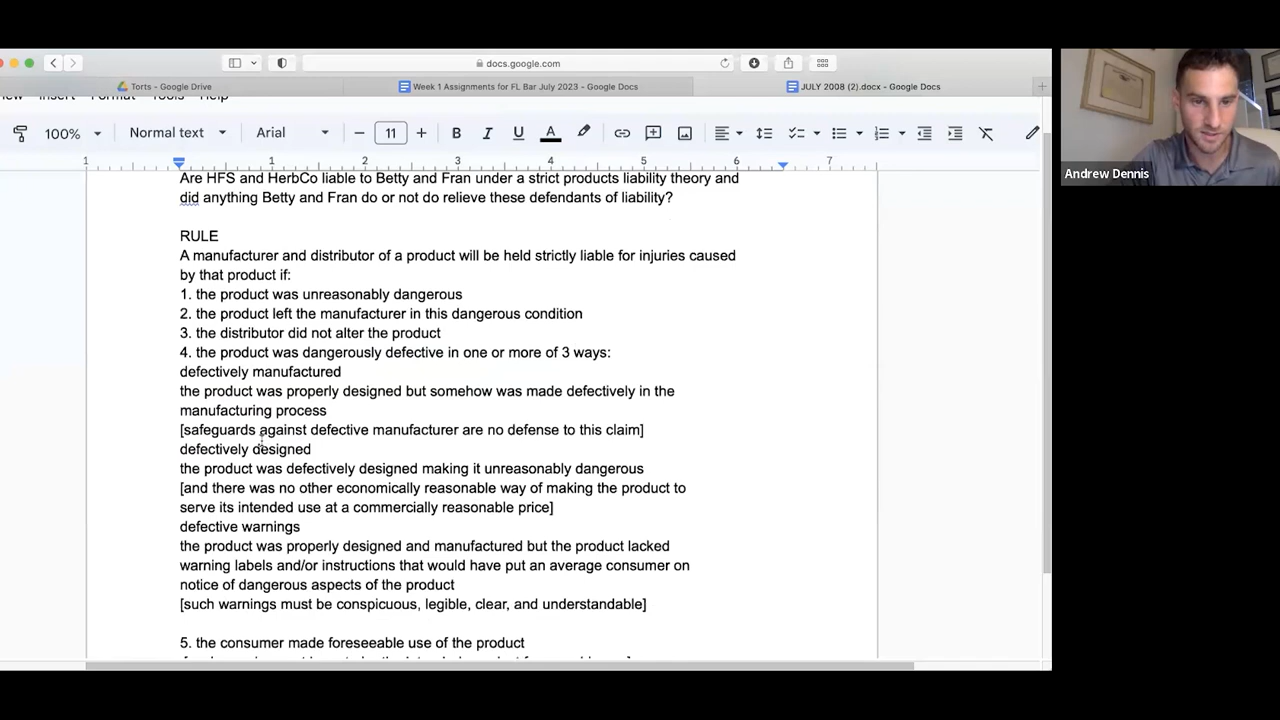 docs.google.com
Torts - Google Drive
Week 1 Assignments for FL Bar July 2023 - Google Docs
JULY 2008 (2).docx - Google Docs
100%
Normal text
Arial
11
B I U A
1 1 2 3 4 5 6 7
Are HFS and HerbCo liable to Betty and Fran under a strict products liability theory and
did anything Betty and Fran do or not do relieve these defendants of liability?
RULE
A manufacturer and distributor of a product will be held strictly liable for injuries caused
by that product if:
1. the product was unreasonably dangerous
2. the product left the manufacturer in this dangerous condition
3. the distributor did not alter the product
4. the product was dangerously defective in one or more of 3 ways:
defectively manufactured
the product was properly designed but somehow was made defectively in the
manufacturing process
[safeguards against defective manufacturer are no defense to this claim]
defectively designed
the product was defectively designed making it unreasonably dangerous
[and there was no other economically reasonable way of making the product to
serve its intended use at a commercially reasonable price]
defective warnings
the product was properly designed and manufactured but the product lacked
warning labels and/or instructions that would have put an average consumer on
notice of dangerous aspects of the product
[such warnings must be conspicuous, legible, clear, and understandable]
5. the consumer made foreseeable use of the product
Andrew Dennis